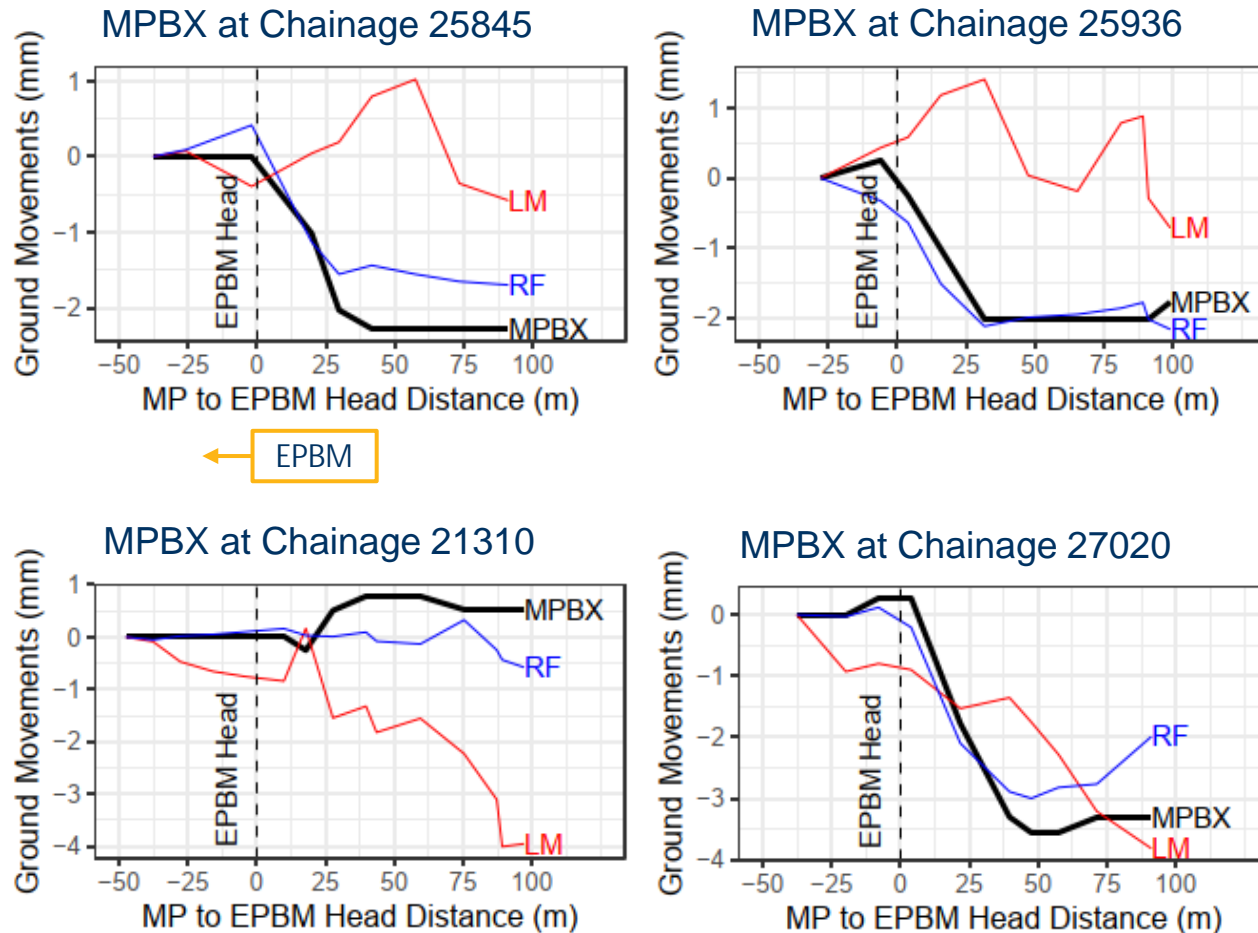 MPBX at Chainage 25845
Ground Movements (mm)
1
0
−1
−2
EPBM Head
LM
RF
MPBX
−50 −25 0 25 50 75 100
MP to EPBM Head Distance (m)
MPBX at Chainage 25936
Ground Movements (mm)
1
0
−1
−2
EPBM Head
LM
MPBX
RF
−50 −25 0 25 50 75 100
MP to EPBM Head Distance (m)
EPBM
MPBX at Chainage 21310
Ground Movements (mm)
1
0
−1
−2
−3
−4
EPBM Head
MPBX
RF
LM
−50 −25 0 25 50 75 100
MP to EPBM Head Distance (m)
MPBX at Chainage 27020
Ground Movements (mm)
0
−1
−2
−3
−4
EPBM Head
RF
MPBX
LM
−50 −25 0 25 50 75 100
MP to EPBM Head Distance (m)